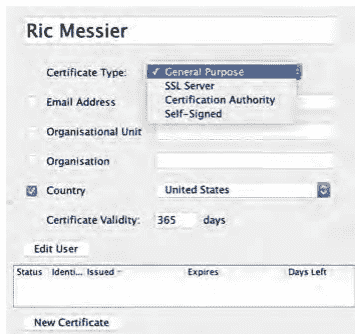 Ric Messier
Certificate Type: ✓ General Purpose
SSL Server
Certification Authority
Self-Signed
Email Address
Organisational Unit
Organisation
Country United States
Certificate Validity: 365 days
Edit User
Status Identi... Issued Expires Days Left
New Certificate